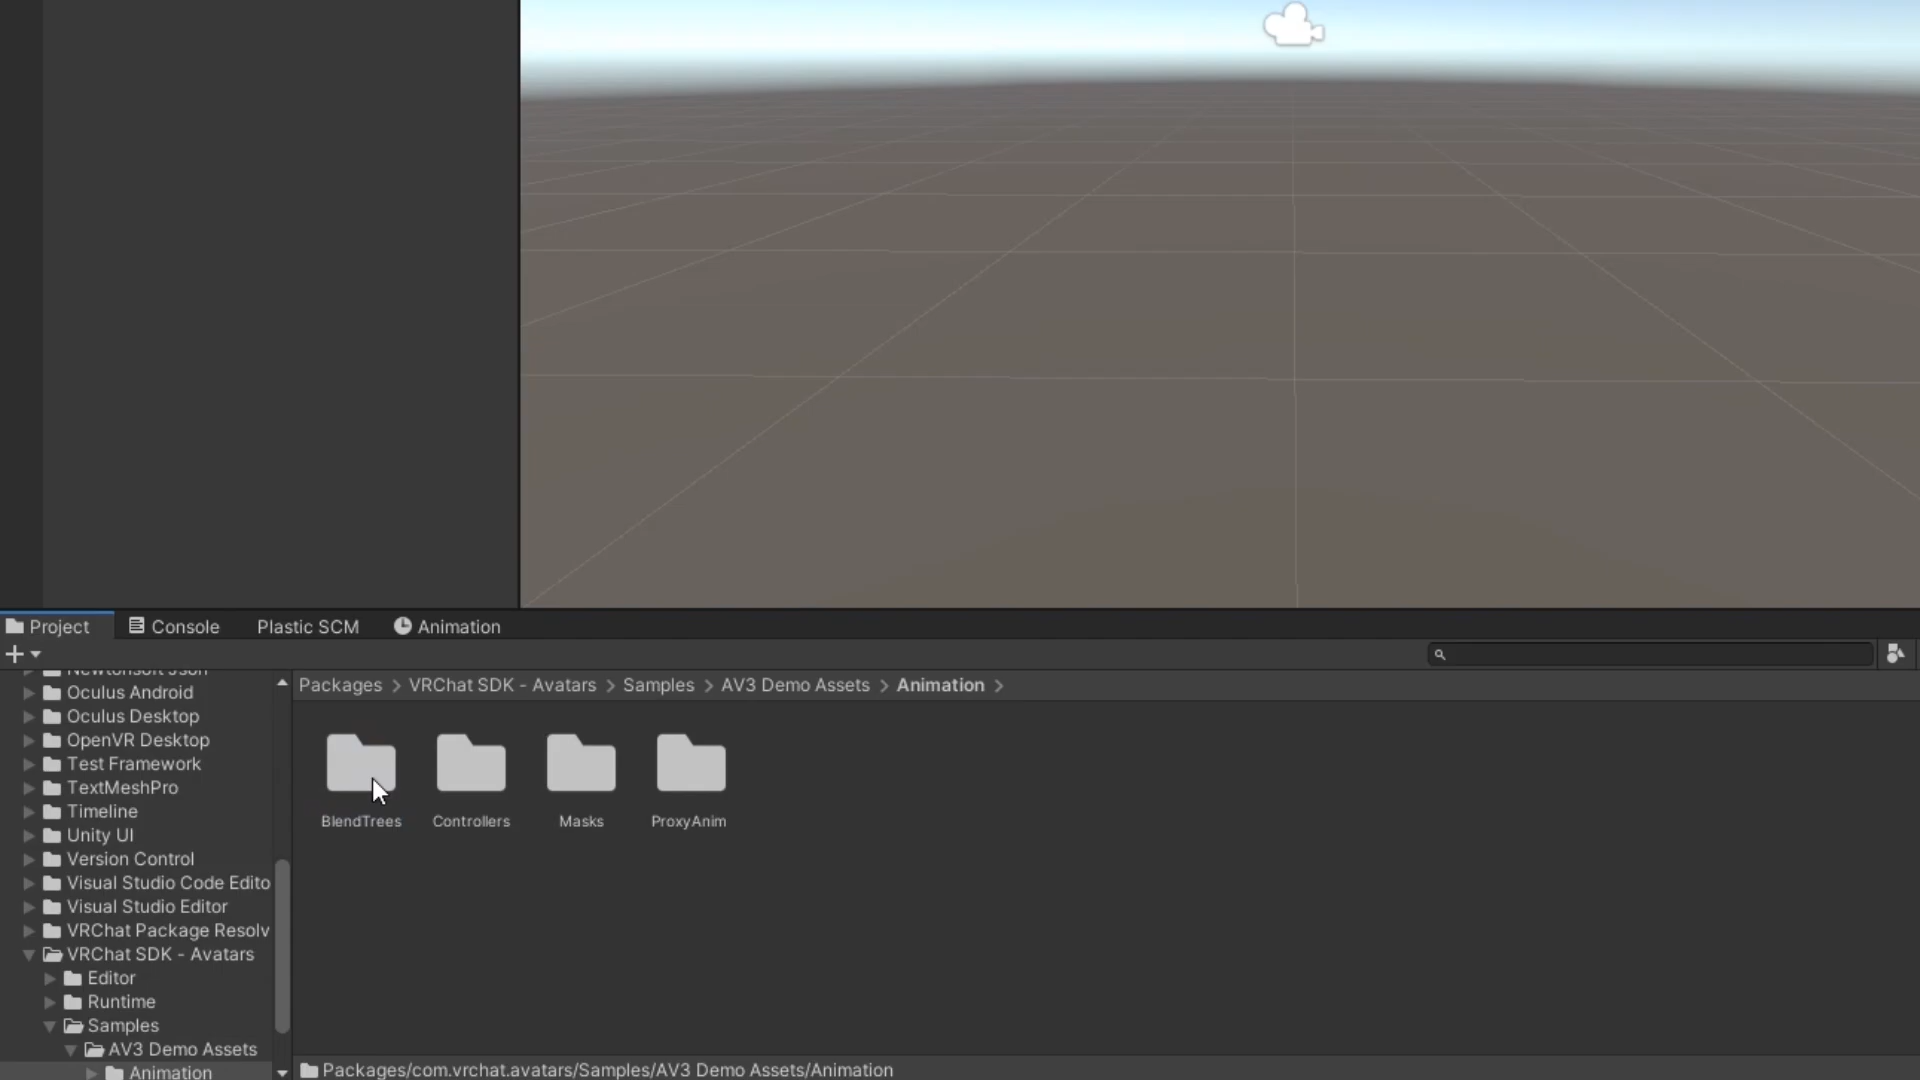 Project
Console
Plastic SCM
Animation
Newtonsoft Json
Oculus Android
Oculus Desktop
OpenVR Desktop
Test Framework
TextMeshPro
Timeline
Unity UI
Version Control
Visual Studio Code Edito
Visual Studio Editor
VRChat Package Resolv
VRChat SDK - Avatars
Editor
Runtime
Samples
AV3 Demo Assets
Animation
Packages > VRChat SDK - Avatars > Samples > AV3 Demo Assets > Animation >
BlendTrees
Controllers
Masks
ProxyAnim
Packages/com.vrchat.avatars/Samples/AV3 Demo Assets/Animation